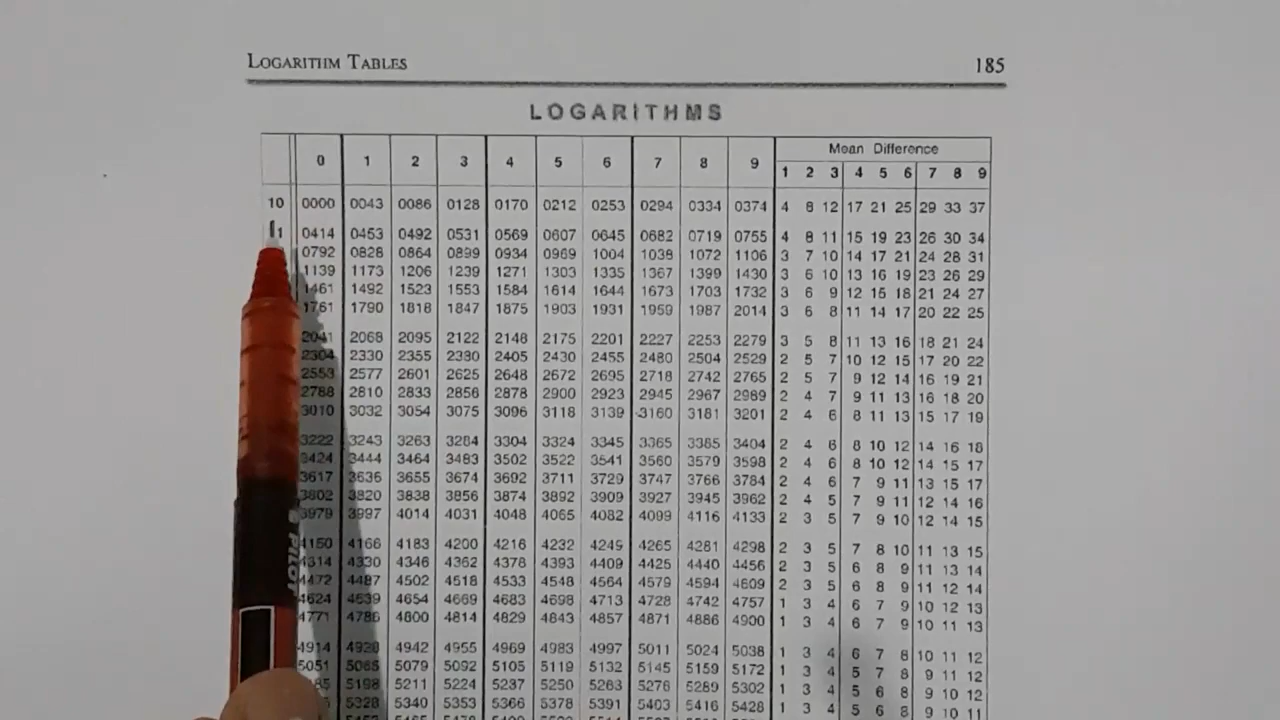 LOGARITHM TABLES 185
LOGARITHMS
Mean Difference
0 1 2 3 4 5 6 7 8 9 1 2 3 4 5 6 7 8 9
10 0000 0043 0086 0128 0170 0212 0253 0294 0334 0374 4 8 12 17 21 25 29 33 37
0414 0453 0492 0531 0569 0607 0645 0682 0719 0755 4 8 11 15 19 23 26 30 34
0792 0828 0864 0899 0934 0969 1004 1038 1072 1106 3 7 10 14 17 21 24 28 31
1139 1173 1206 1239 1271 1303 1335 1367 1399 1430 3 6 10 13 16 19 23 26 29
1461 1492 1523 1553 1584 1614 1644 1673 1703 1732 3 6 9 12 15 18 21 24 27
1761 1790 1818 1847 1875 1903 1931 1959 1987 2014 3 6 8 11 14 17 20 22 25
2041 2068 2095 2122 2148 2175 2201 2227 2253 2279 3 5 8 11 13 16 18 21 24
2304 2330 2355 2380 2405 2430 2455 2480 2504 2529 2 5 7 10 12 15 17 20 22
2553 2577 2601 2625 2648 2672 2695 2718 2742 2765 2 5 7 9 12 14 16 19 21
2788 2810 2833 2856 2878 2900 2923 2945 2967 2989 2 4 7 9 11 13 16 18 20
3010 3032 3054 3075 3096 3118 3139 3160 3181 3201 2 4 6 8 11 13 15 17 19
3222 3243 3263 3284 3304 3324 3345 3365 3385 3404 2 4 6 8 10 12 14 16 18
3424 3444 3464 3483 3502 3522 3541 3560 3579 3598 2 4 6 8 10 12 14 15 17
3617 3636 3655 3674 3692 3711 3729 3747 3766 3784 2 4 6 7 9 11 13 15 17
3802 3820 3838 3856 3874 3892 3909 3927 3945 3962 2 4 5 7 9 11 12 14 16
3979 3997 4014 4031 4048 4065 4082 4099 4116 4133 2 3 5 7 9 10 12 14 15
4150 4166 4183 4200 4216 4232 4249 4265 4281 4298 2 3 5 7 8 10 11 13 15
4314 4330 4346 4362 4378 4393 4409 4425 4440 4456 2 3 5 6 8 9 11 13 14
4472 4487 4502 4518 4533 4548 4564 4579 4594 4609 2 3 5 6 8 9 11 12 14
4624 4639 4654 4669 4683 4698 4713 4728 4742 4757 1 3 4 6 7 9 10 12 13
4771 4786 4800 4814 4829 4843 4857 4871 4886 4900 1 3 4 6 7 9 10 11 13
4914 4928 4942 4955 4969 4983 4997 5011 5024 5038 1 3 4 6 7 8 10 11 12
5051 5065 5079 5092 5105 5119 5132 5145 5159 5172 1 3 4 5 7 8 9 11 12
5198 5211 5224 5237 5250 5263 5276 5289 5302 1 3 4 5 6 8 9 10 12
5328 5340 5353 5366 5378 5391 5403 5416 5428 1 3 4 5 6 8 9 10 11
PILOT